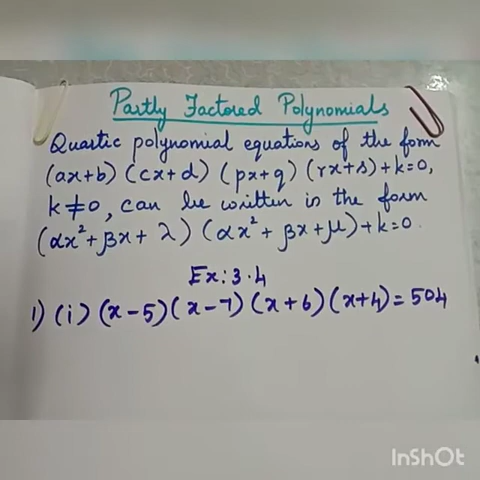 Partly Factored Polynomials
Quartic polynomial equations of the form
(ax+b) (cx+d) (px+q) (rx+s)+k=0,
k≠0, can be written in the form
(αx²+βx+λ) (αx²+βx+μ)+k=0.
Ex:3.4
1) (i) (x-5)(x-7)(x+6)(x+4)=504
InShOt